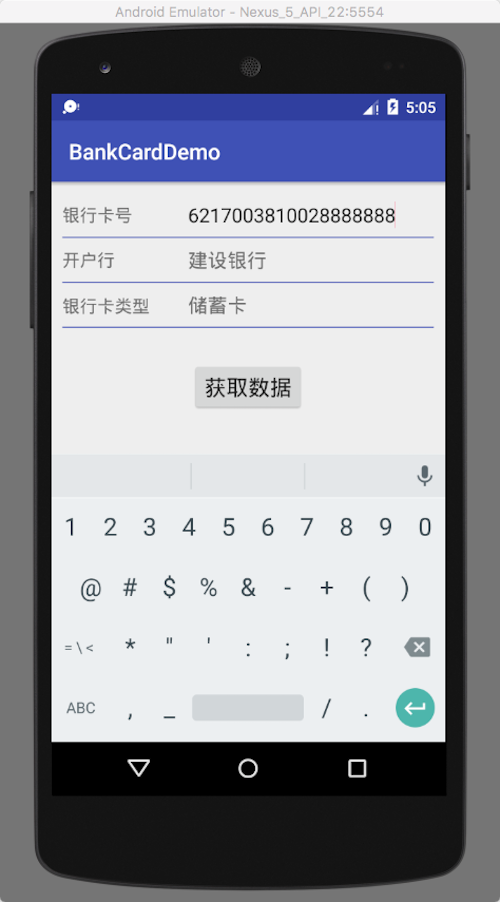 Android Emulator - Nexus_5_API_22:5554
5:05
BankCardDemo
银行卡号 6217003810028888888
开户行 建设银行
银行卡类型 储蓄卡
获取数据
1 2 3 4 5 6 7 8 9 0
@ # $ % & - + ( )
= \ < * " ' : ; ! ?
ABC , _ / .